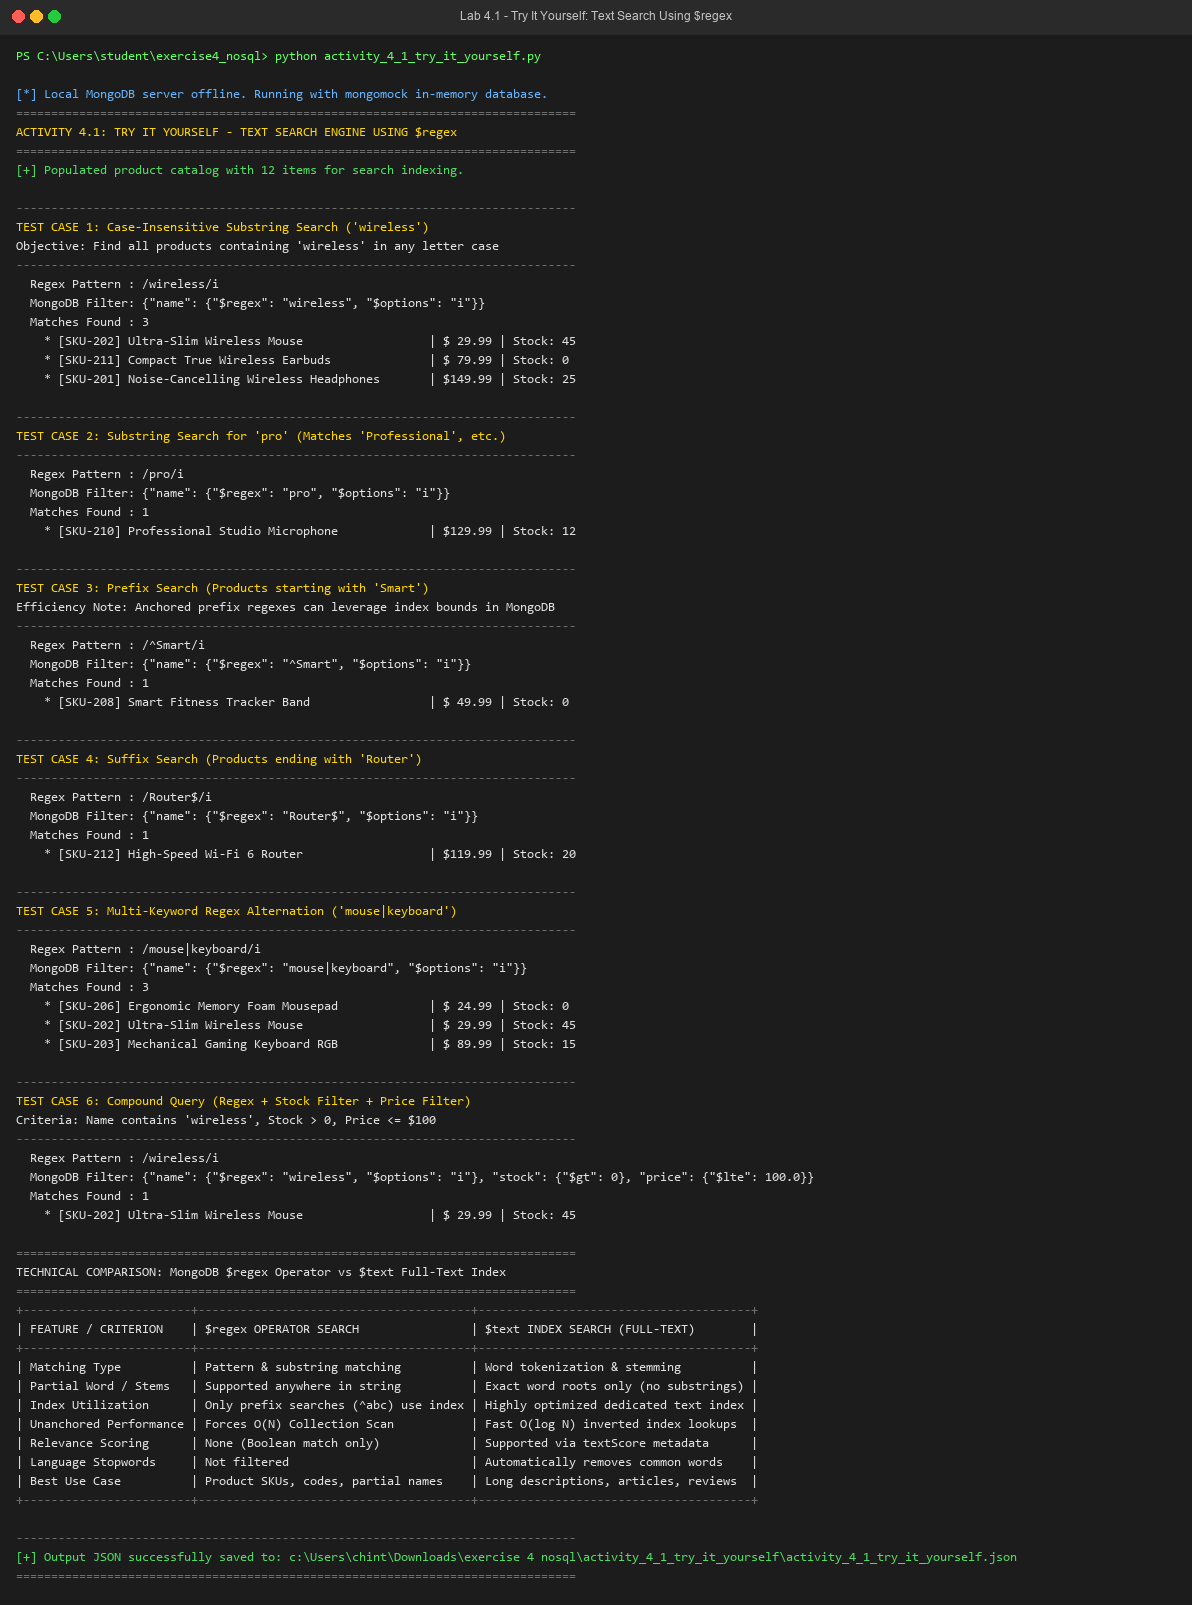 Lab 4.1 - Try It Yourself: Text Search Using $regex
PS C:\Users\student\exercise4_nosql> python activity_4_1_try_it_yourself.py
[*] Local MongoDB server offline. Running with mongomock in-memory database.
================================================================================
ACTIVITY 4.1: TRY IT YOURSELF - TEXT SEARCH ENGINE USING $regex
================================================================================
[+] Populated product catalog with 12 items for search indexing.
--------------------------------------------------------------------------------
TEST CASE 1: Case-Insensitive Substring Search ('wireless')
Objective: Find all products containing 'wireless' in any letter case
--------------------------------------------------------------------------------
  Regex Pattern : /wireless/i
  MongoDB Filter: {"name": {"$regex": "wireless", "$options": "i"}}
  Matches Found : 3
    * [SKU-202] Ultra-Slim Wireless Mouse                  | $ 29.99 | Stock: 45
    * [SKU-211] Compact True Wireless Earbuds              | $ 79.99 | Stock: 0
    * [SKU-201] Noise-Cancelling Wireless Headphones       | $149.99 | Stock: 25
--------------------------------------------------------------------------------
TEST CASE 2: Substring Search for 'pro' (Matches 'Professional', etc.)
--------------------------------------------------------------------------------
  Regex Pattern : /pro/i
  MongoDB Filter: {"name": {"$regex": "pro", "$options": "i"}}
  Matches Found : 1
    * [SKU-210] Professional Studio Microphone             | $129.99 | Stock: 12
--------------------------------------------------------------------------------
TEST CASE 3: Prefix Search (Products starting with 'Smart')
Efficiency Note: Anchored prefix regexes can leverage index bounds in MongoDB
--------------------------------------------------------------------------------
  Regex Pattern : /^Smart/i
  MongoDB Filter: {"name": {"$regex": "^Smart", "$options": "i"}}
  Matches Found : 1
    * [SKU-208] Smart Fitness Tracker Band                 | $ 49.99 | Stock: 0
--------------------------------------------------------------------------------
TEST CASE 4: Suffix Search (Products ending with 'Router')
--------------------------------------------------------------------------------
  Regex Pattern : /Router$/i
  MongoDB Filter: {"name": {"$regex": "Router$", "$options": "i"}}
  Matches Found : 1
    * [SKU-212] High-Speed Wi-Fi 6 Router                  | $119.99 | Stock: 20
--------------------------------------------------------------------------------
TEST CASE 5: Multi-Keyword Regex Alternation ('mouse|keyboard')
--------------------------------------------------------------------------------
  Regex Pattern : /mouse|keyboard/i
  MongoDB Filter: {"name": {"$regex": "mouse|keyboard", "$options": "i"}}
  Matches Found : 3
    * [SKU-206] Ergonomic Memory Foam Mousepad             | $ 24.99 | Stock: 0
    * [SKU-202] Ultra-Slim Wireless Mouse                  | $ 29.99 | Stock: 45
    * [SKU-203] Mechanical Gaming Keyboard RGB             | $ 89.99 | Stock: 15
--------------------------------------------------------------------------------
TEST CASE 6: Compound Query (Regex + Stock Filter + Price Filter)
Criteria: Name contains 'wireless', Stock > 0, Price <= $100
--------------------------------------------------------------------------------
  Regex Pattern : /wireless/i
  MongoDB Filter: {"name": {"$regex": "wireless", "$options": "i"}, "stock": {"$gt": 0}, "price": {"$lte": 100.0}}
  Matches Found : 1
    * [SKU-202] Ultra-Slim Wireless Mouse                  | $ 29.99 | Stock: 45
================================================================================
TECHNICAL COMPARISON: MongoDB $regex Operator vs $text Full-Text Index
================================================================================
+------------------------+---------------------------------------+---------------------------------------+
| FEATURE / CRITERION    | $regex OPERATOR SEARCH                | $text INDEX SEARCH (FULL-TEXT)        |
+------------------------+---------------------------------------+---------------------------------------+
| Matching Type          | Pattern & substring matching          | Word tokenization & stemming          |
| Partial Word / Stems   | Supported anywhere in string          | Exact word roots only (no substrings) |
| Index Utilization      | Only prefix searches (^abc) use index | Highly optimized dedicated text index |
| Unanchored Performance | Forces O(N) Collection Scan           | Fast O(log N) inverted index lookups  |
| Relevance Scoring      | None (Boolean match only)             | Supported via textScore metadata      |
| Language Stopwords     | Not filtered                          | Automatically removes common words    |
| Best Use Case          | Product SKUs, codes, partial names    | Long descriptions, articles, reviews  |
+------------------------+---------------------------------------+---------------------------------------+
--------------------------------------------------------------------------------
[+] Output JSON successfully saved to: c:\Users\chint\Downloads\exercise 4 nosql\activity_4_1_try_it_yourself\activity_4_1_try_it_yourself.json
================================================================================